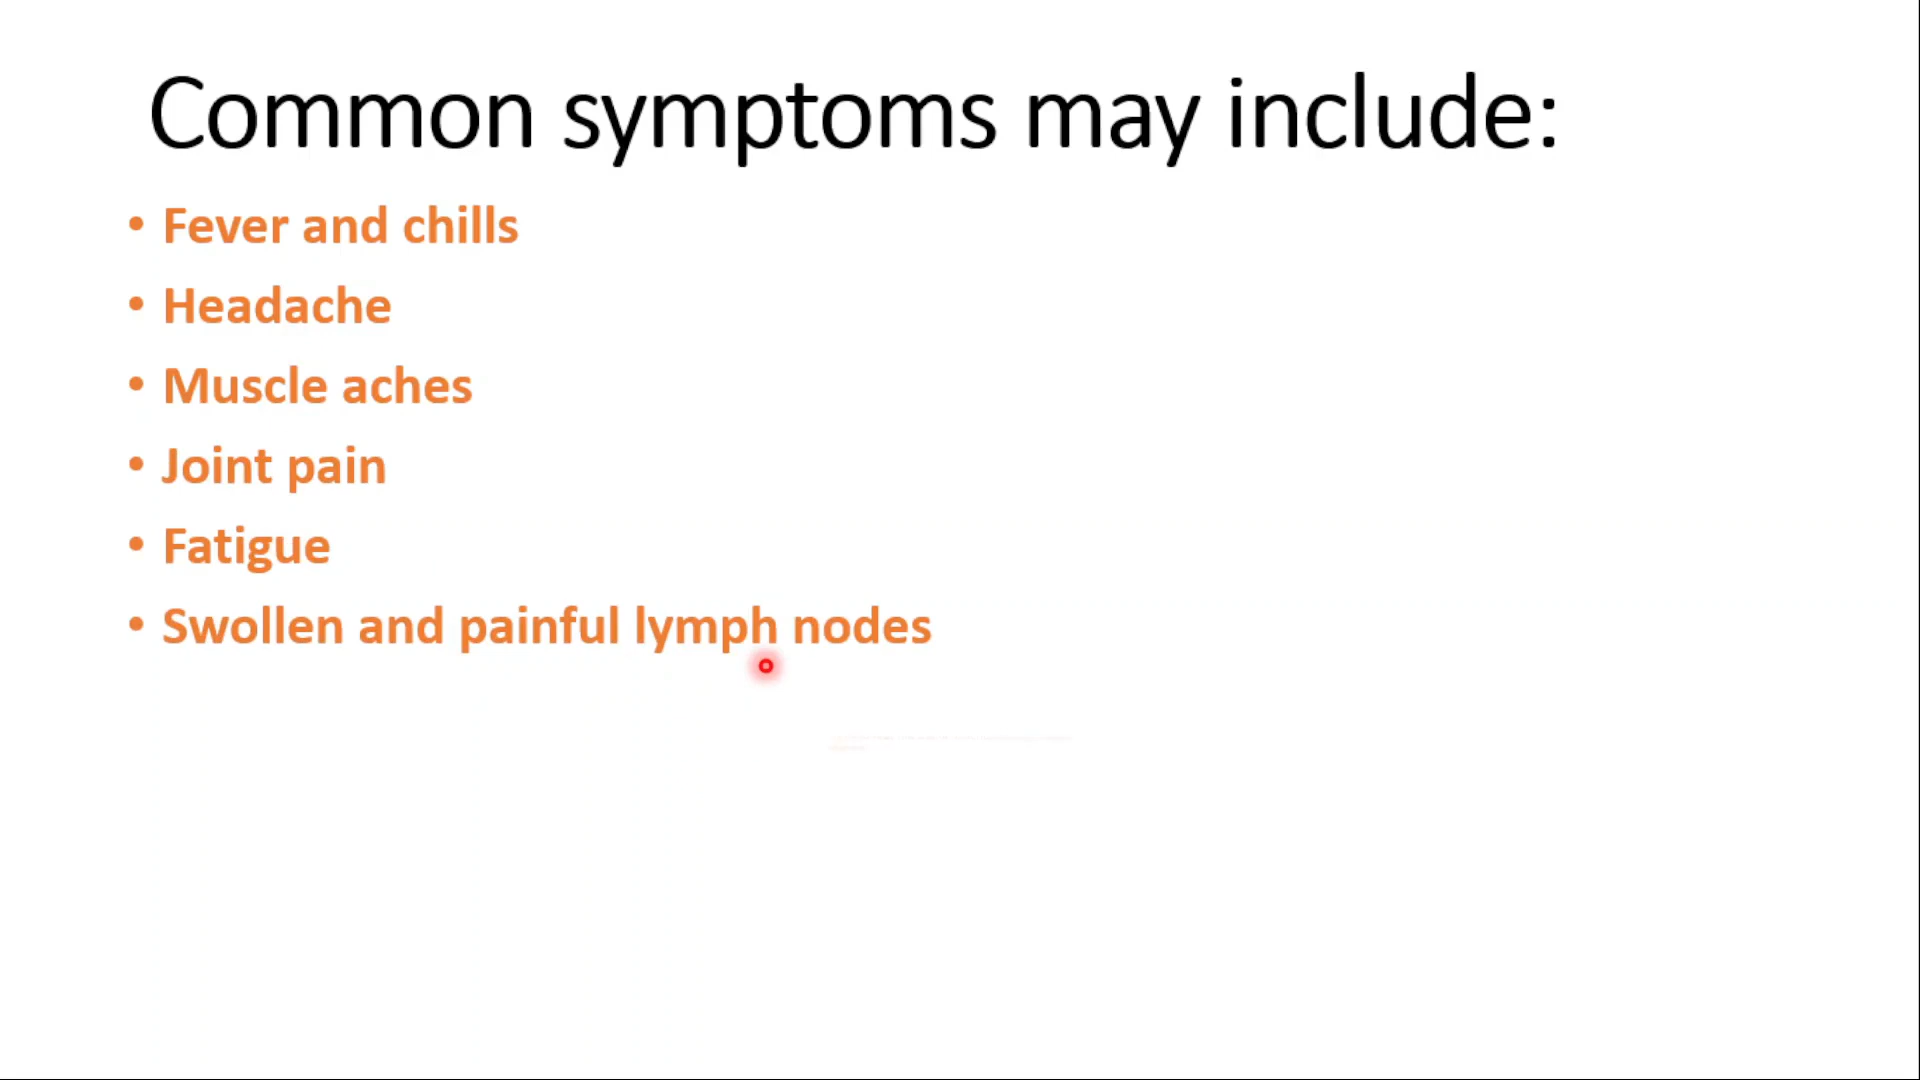 Common symptoms may include:
• Fever and chills
• Headache
• Muscle aches
• Joint pain
• Fatigue
• Swollen and painful lymph nodes